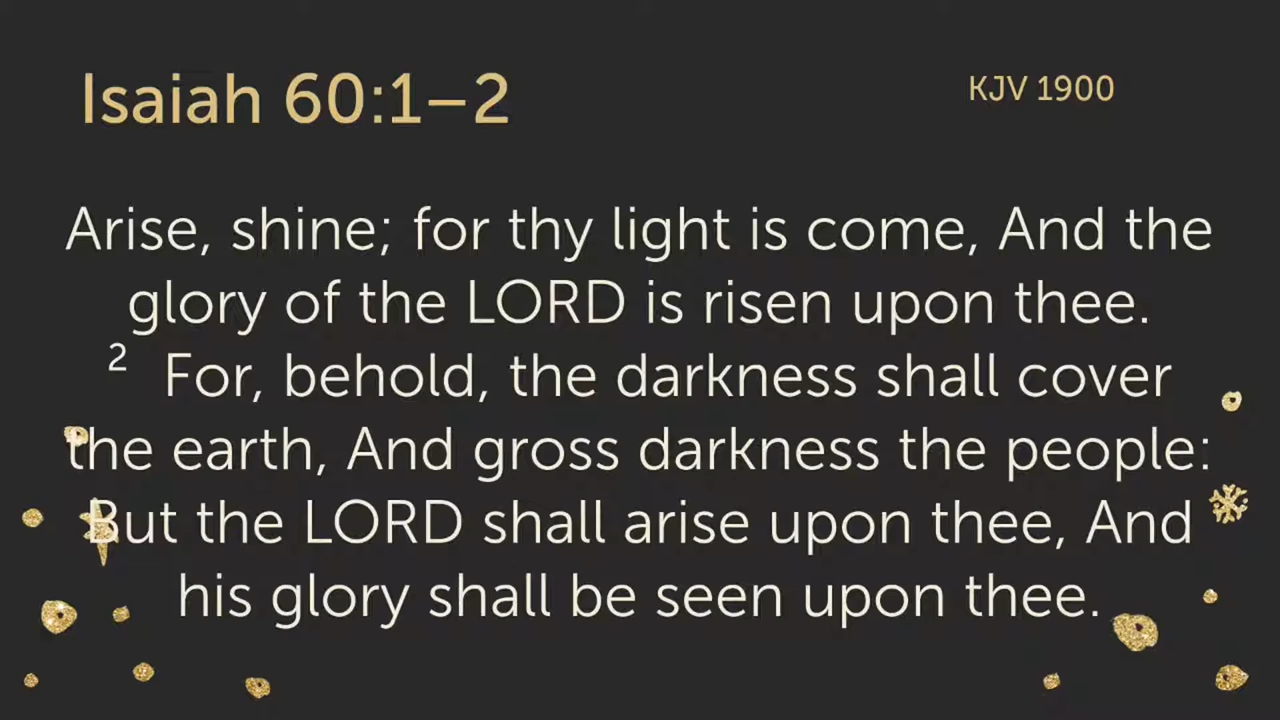 Isaiah 60:1–2
KJV 1900
Arise, shine; for thy light is come, And the
glory of the LORD is risen upon thee.
2 For, behold, the darkness shall cover
the earth, And gross darkness the people:
But the LORD shall arise upon thee, And
his glory shall be seen upon thee.